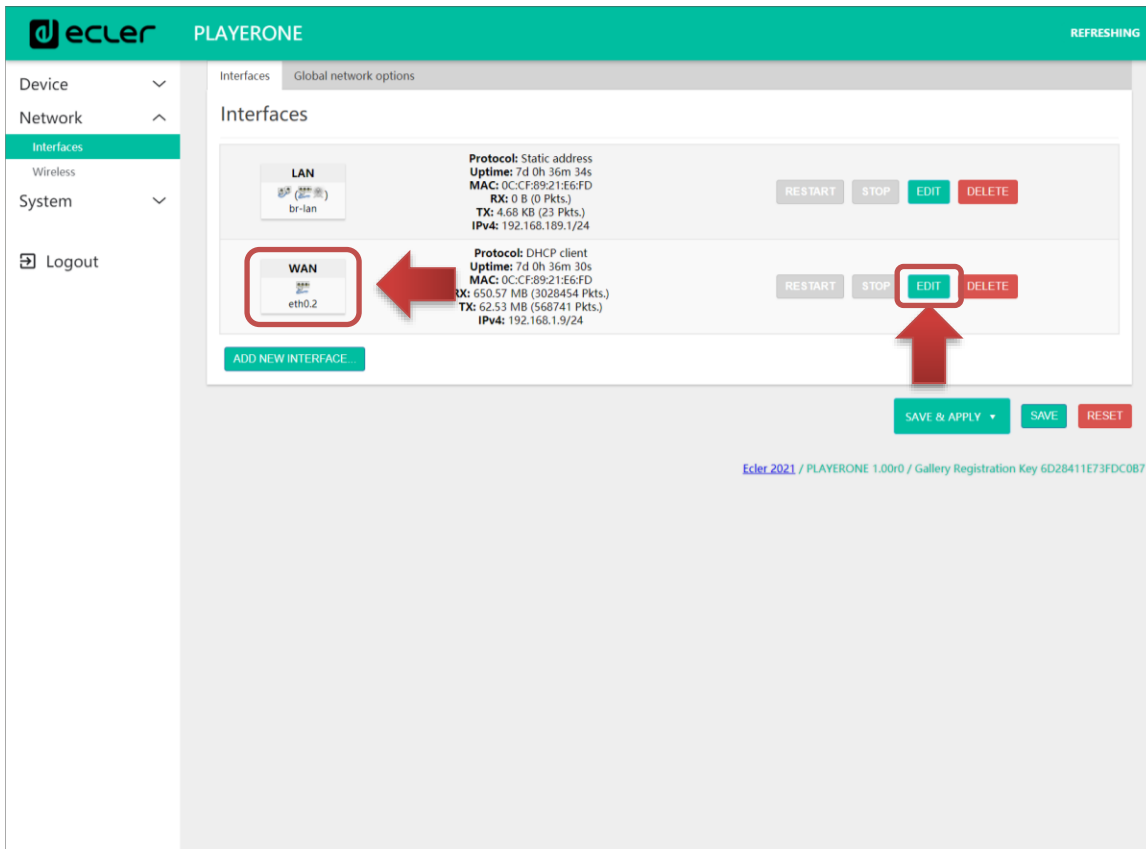 ecler
PLAYERONE
REFRESHING
Device
Network
Interfaces
Wireless
System
Logout
Interfaces
Global network options
Interfaces
LAN
br-lan
Protocol: Static address
Uptime: 7d 0h 36m 34s
MAC: 0C:CF:89:21:E6:FD
RX: 0 B (0 Pkts.)
TX: 4.68 KB (23 Pkts.)
IPv4: 192.168.189.1/24
RESTART
STOP
EDIT
DELETE
WAN
eth0.2
Protocol: DHCP client
Uptime: 7d 0h 36m 30s
MAC: 0C:CF:89:21:E6:FD
RX: 650.57 MB (3028454 Pkts.)
TX: 62.53 MB (568741 Pkts.)
IPv4: 192.168.1.9/24
RESTART
STOP
EDIT
DELETE
ADD NEW INTERFACE...
SAVE & APPLY
SAVE
RESET
Ecler 2021 / PLAYERONE 1.00r0 / Gallery Registration Key 6D28411E73FDC0B7